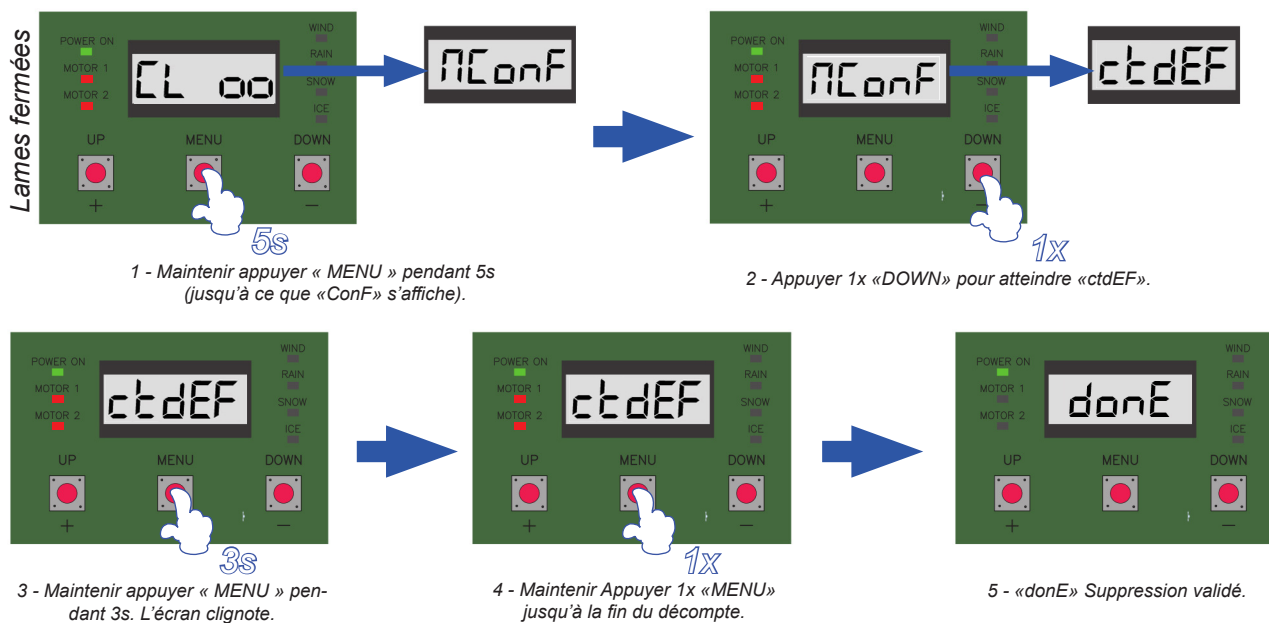 Lames fermées
POWER ON
MOTOR 1
MOTOR 2
WIND
RAIN
SNOW
ICE
CL oo
MConF
UP
MENU
DOWN
+
−
5s
1 - Maintenir appuyer « MENU » pendant 5s
(jusqu'à ce que «ConF» s'affiche).
POWER ON
MOTOR 1
MOTOR 2
WIND
RAIN
SNOW
ICE
MConF
ctdEF
UP
MENU
DOWN
+
−
1x
2 - Appuyer 1x «DOWN» pour atteindre «ctdEF».
POWER ON
MOTOR 1
MOTOR 2
WIND
RAIN
SNOW
ICE
ctdEF
UP
MENU
DOWN
+
−
3s
3 - Maintenir appuyer « MENU » pen-
dant 3s. L'écran clignote.
POWER ON
MOTOR 1
MOTOR 2
WIND
RAIN
SNOW
ICE
ctdEF
UP
MENU
DOWN
+
−
1x
4 - Maintenir Appuyer 1x «MENU»
jusqu'à la fin du décompte.
POWER ON
MOTOR 1
MOTOR 2
WIND
RAIN
SNOW
ICE
donE
UP
MENU
DOWN
+
−
5 - «donE» Suppression validé.